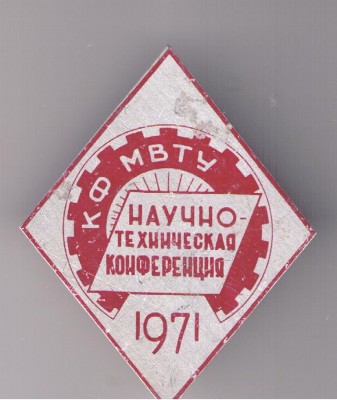 КФ МВТУ
НАУЧНО-
ТЕХНИЧЕСКАЯ
КОНФЕРЕНЦИЯ
1971